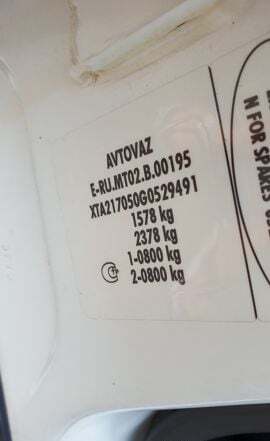 AVTOVAZ
E-RU.MT02.B.00195
XTA217050G0529491
1578 kg
2378 kg
1-0800 kg
2-0800 kg
N FOR SPARES